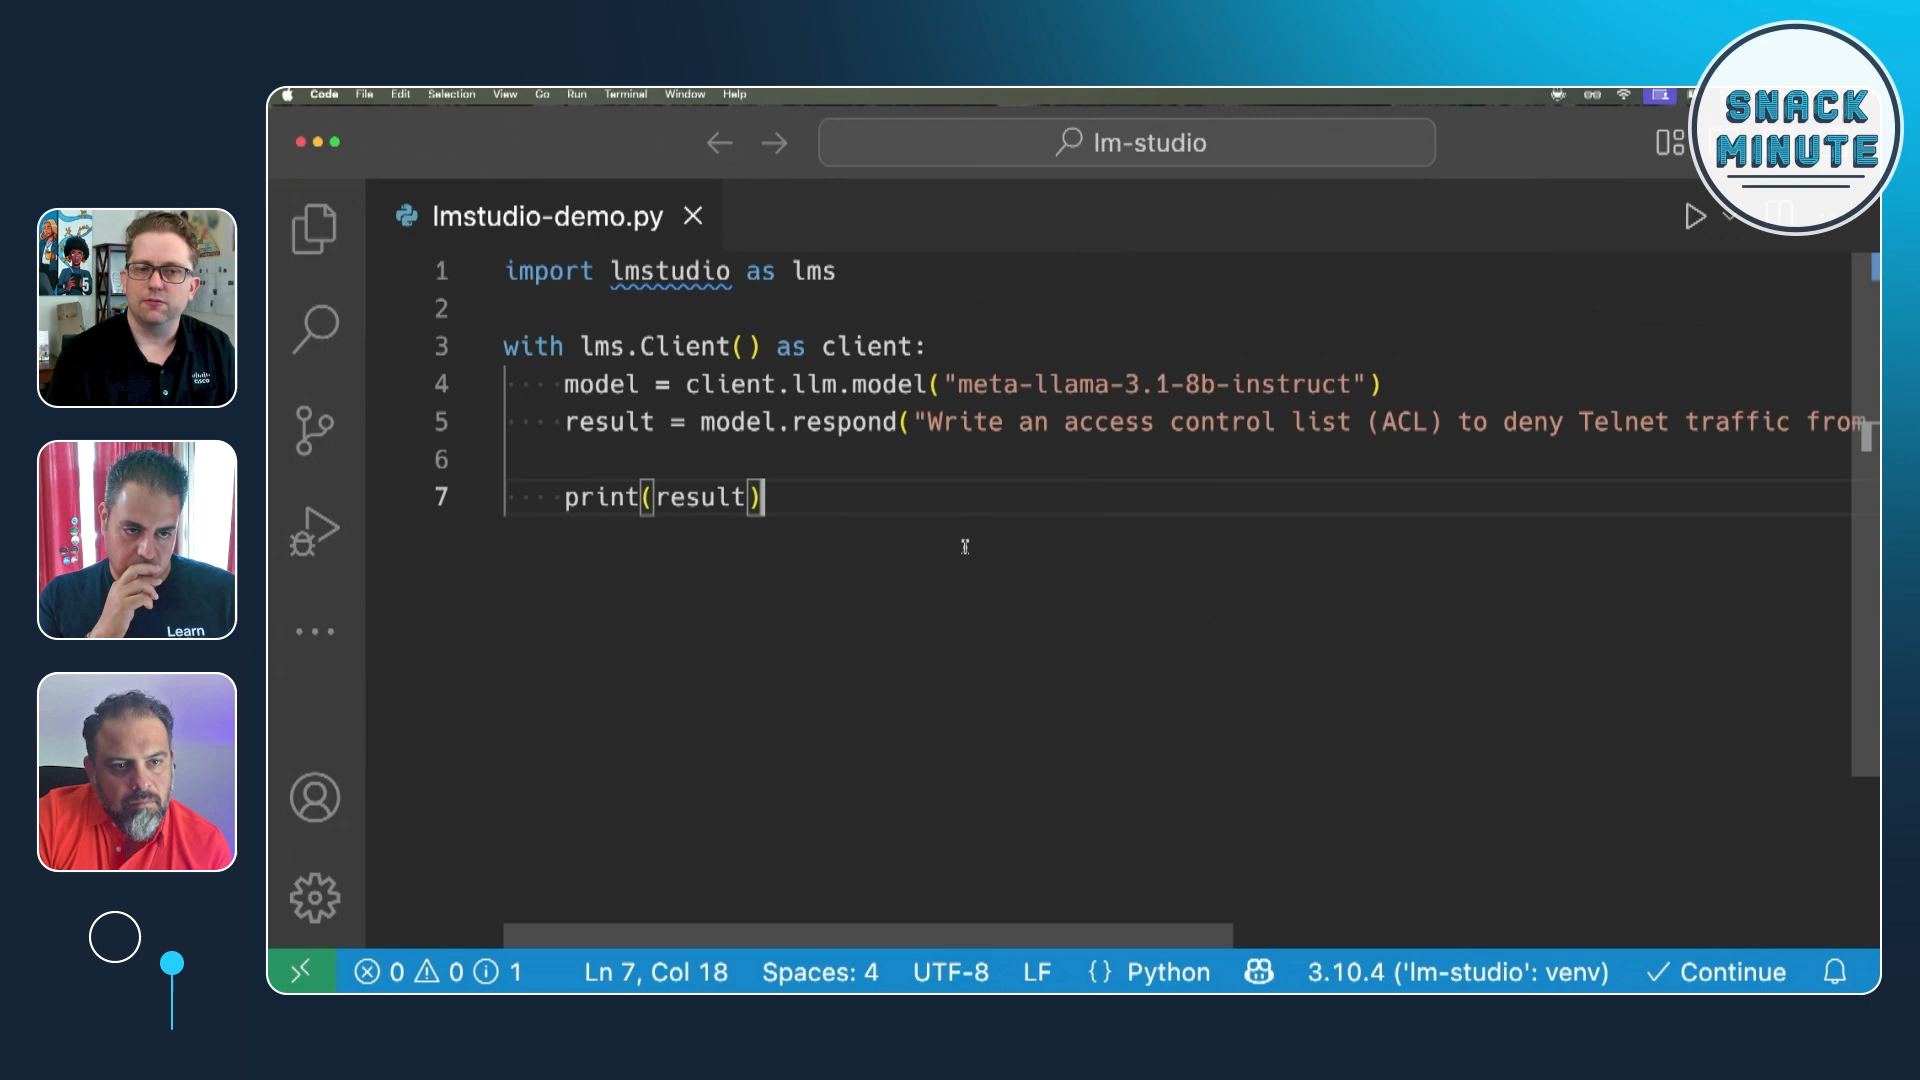 SNACK
MINUTE
Code File Edit Selection View Go Run Terminal Window Help
lm-studio
lmstudio-demo.py
1 import lmstudio as lms
2
3 with lms.Client() as client:
4 model = client.llm.model("meta-llama-3.1-8b-instruct")
5 result = model.respond("Write an access control list (ACL) to deny Telnet traffic from
6
7 print(result)
CISCO
Learn
0 0 1 Ln 7, Col 18 Spaces: 4 UTF-8 LF {} Python 3.10.4 ('lm-studio': venv) Continue